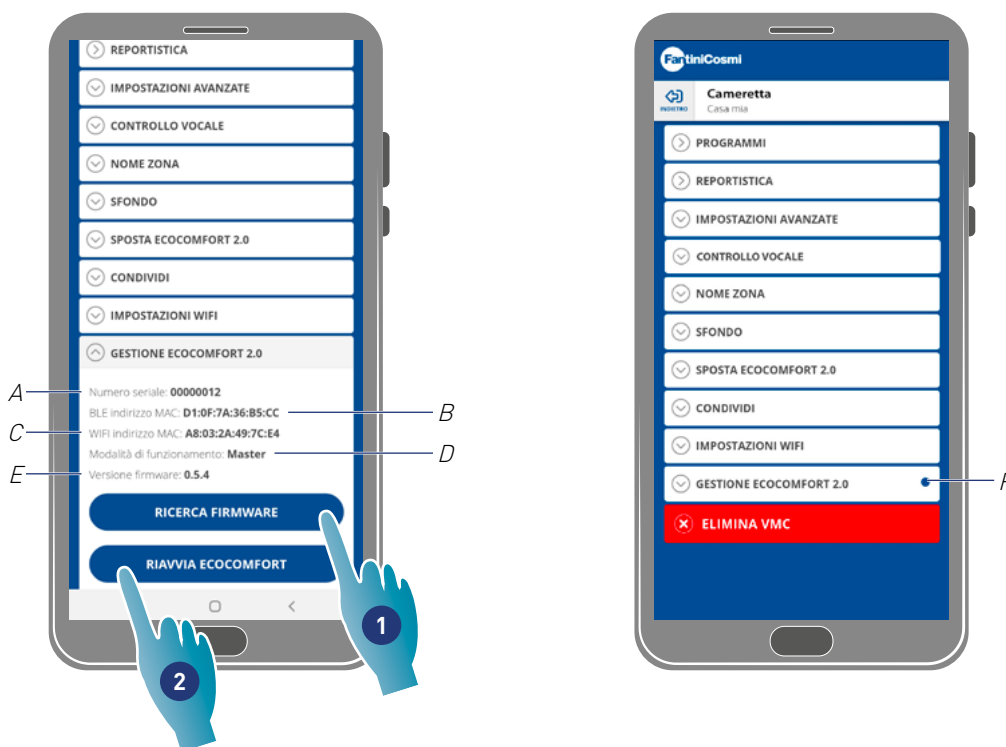 REPORTISTICA
IMPOSTAZIONI AVANZATE
CONTROLLO VOCALE
NOME ZONA
SFONDO
SPOSTA ECOCOMFORT 2.0
CONDIVIDI
IMPOSTAZIONI WIFI
GESTIONE ECOCOMFORT 2.0
A Numero seriale: 00000012
BLE indirizzo MAC: D1:0F:7A:36:B5:CC B
C WIFI indirizzo MAC: A8:03:2A:49:7C:E4
Modalità di funzionamento: Master D
E Versione firmware: 0.5.4
RICERCA FIRMWARE
RIAVVIA ECOCOMFORT
1
2
FantiniCosmi
INDIETRO
Cameretta
Casa mia
PROGRAMMI
REPORTISTICA
IMPOSTAZIONI AVANZATE
CONTROLLO VOCALE
NOME ZONA
SFONDO
SPOSTA ECOCOMFORT 2.0
CONDIVIDI
IMPOSTAZIONI WIFI
GESTIONE ECOCOMFORT 2.0
ELIMINA VMC